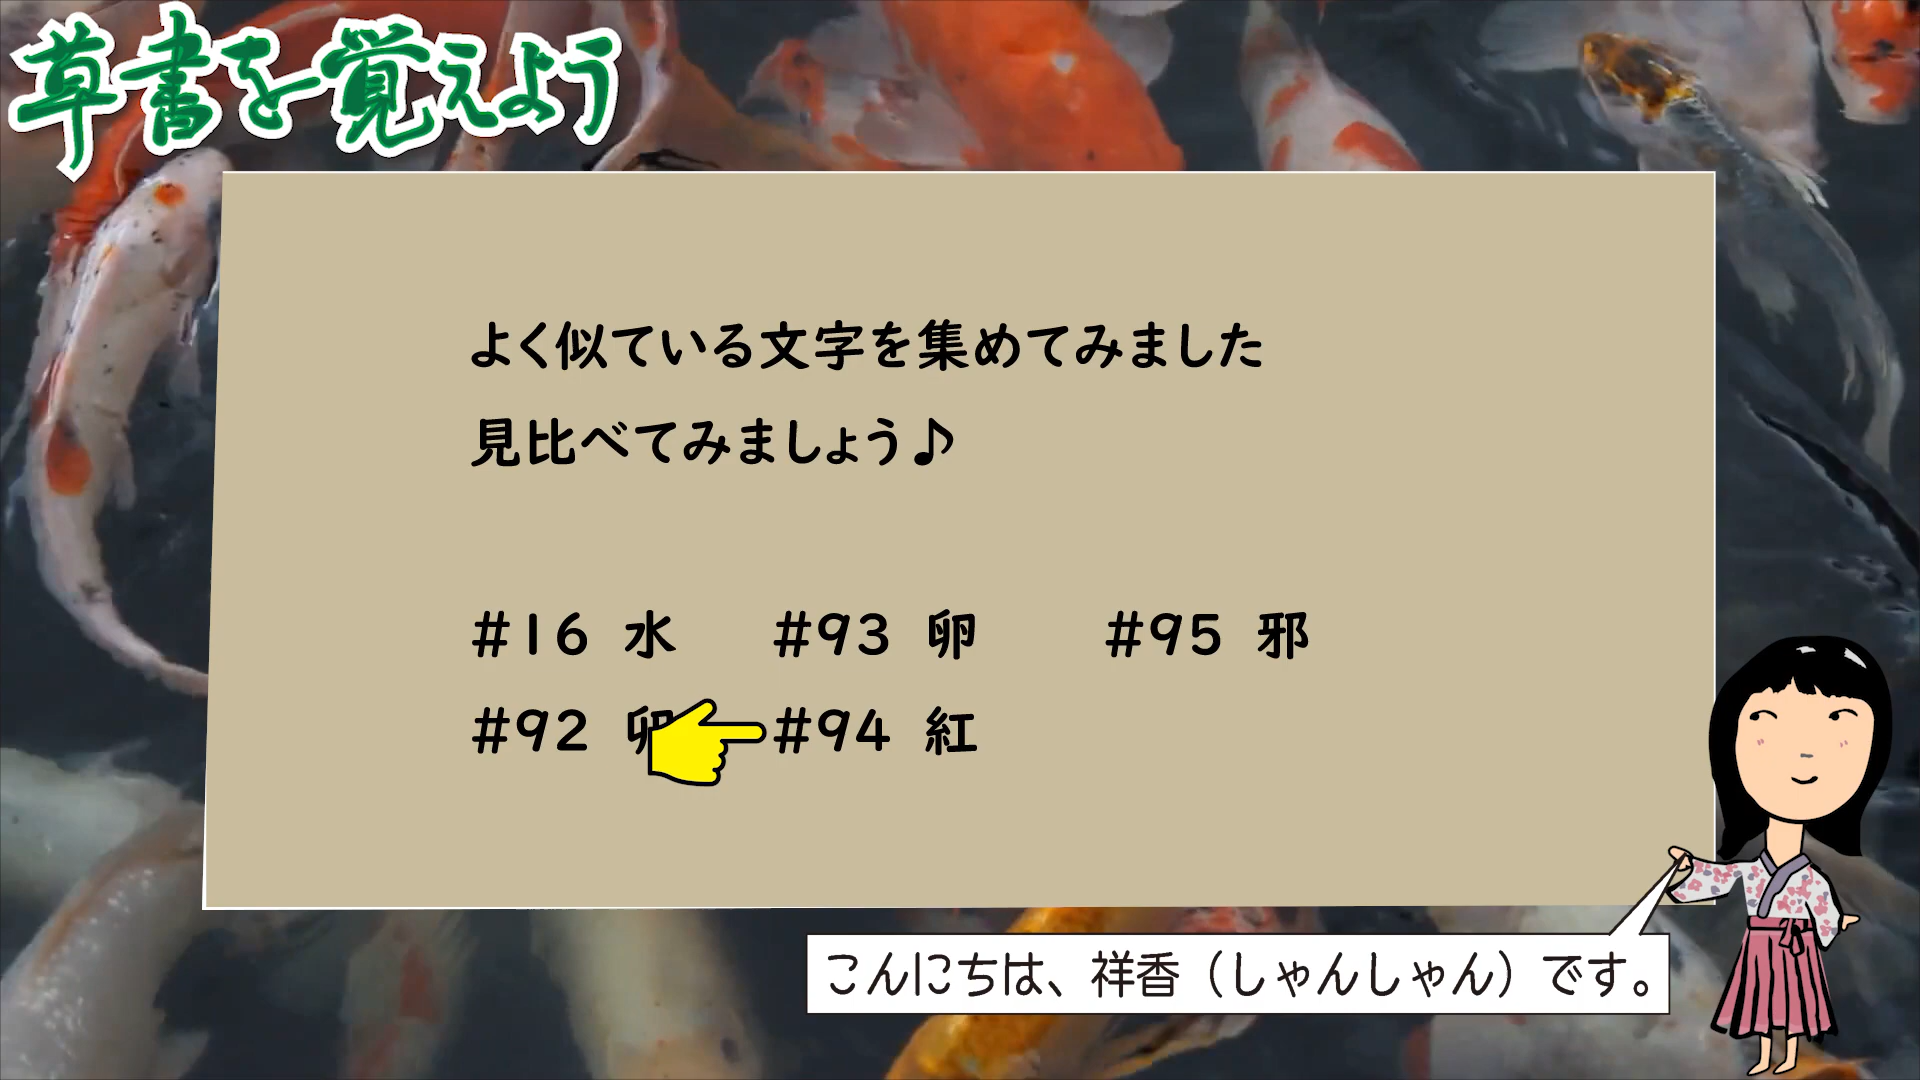 草書を覚えよう
よく似ている文字を集めてみました
見比べてみましょう♪
#16 水 #93 卵 #95 邪
#92 #94 紅
こんにちは、祥香（しゃんしゃん）です。